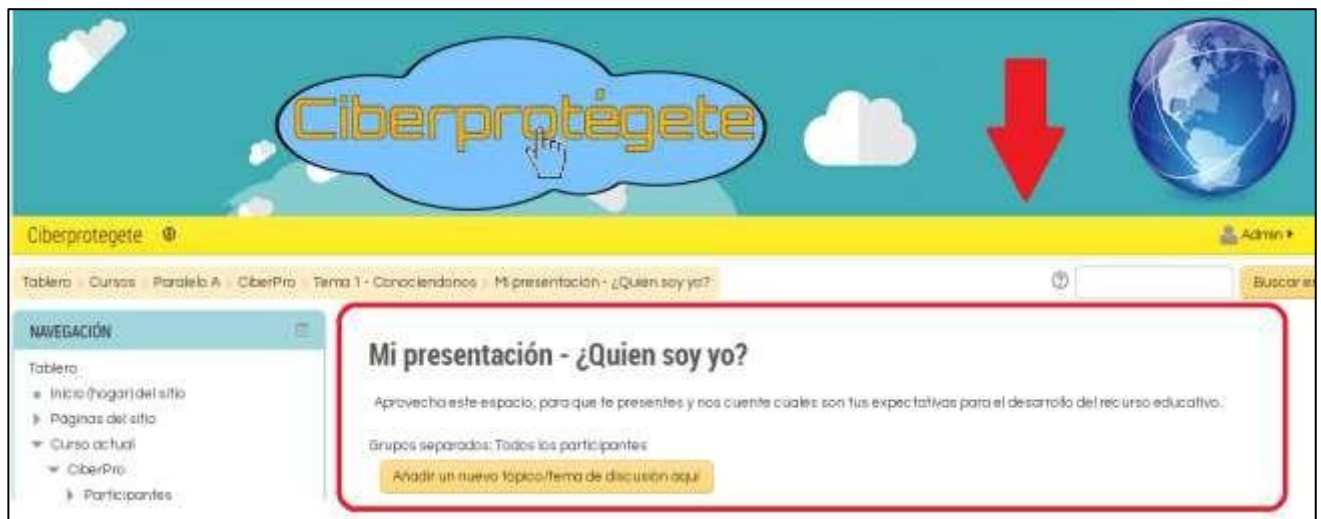 Ciberprotégete
Ciberprotegete
Admin
Tablero Cursos Paralelo A CiberPro Tema 1 - Conociendonos Mi presentación - ¿Quien soy yo?
Buscar en
NAVEGACIÓN
Tablero
Inicio (hogar) del sitio
Páginas del sitio
Curso actual
CiberPro
Participantes
Mi presentación - ¿Quien soy yo?
Aprovecha este espacio, para que te presentes y nos cuente cuales son tus expectativas para el desarrollo del recurso educativo.
Grupos separados: Todos los participantes
Añadir un nuevo tópico/tema de discusión aquí